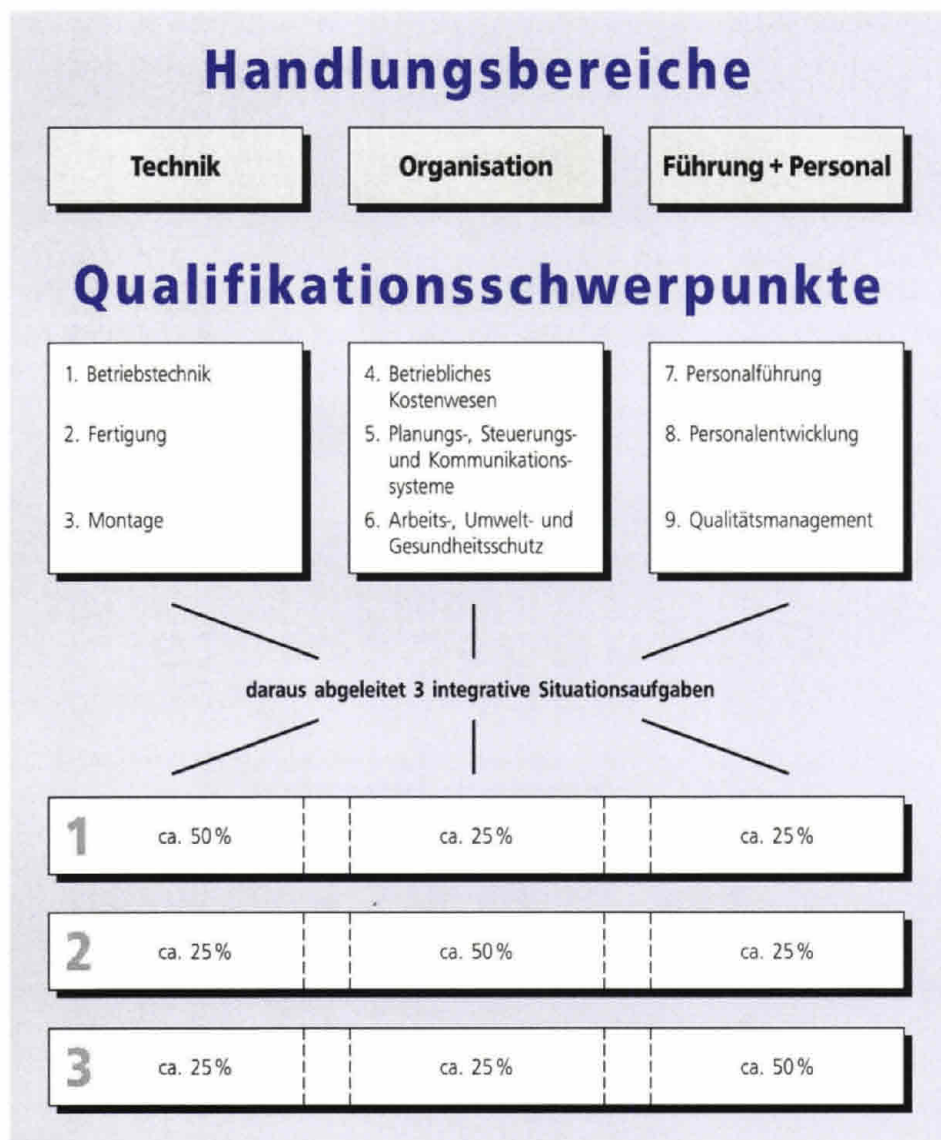 Handlungsbereiche
Technik
Organisation
Führung + Personal
Qualifikationsschwerpunkte
1. Betriebstechnik
2. Fertigung
3. Montage
4. Betriebliches
Kostenwesen
5. Planungs-, Steuerungs-
und Kommunikations-
systeme
6. Arbeits-, Umwelt- und
Gesundheitsschutz
7. Personalführung
8. Personalentwicklung
9. Qualitätsmanagement
daraus abgeleitet 3 integrative Situationsaufgaben
1 ca. 50 % ca. 25 % ca. 25 %
2 ca. 25 % ca. 50 % ca. 25 %
3 ca. 25 % ca. 25 % ca. 50 %